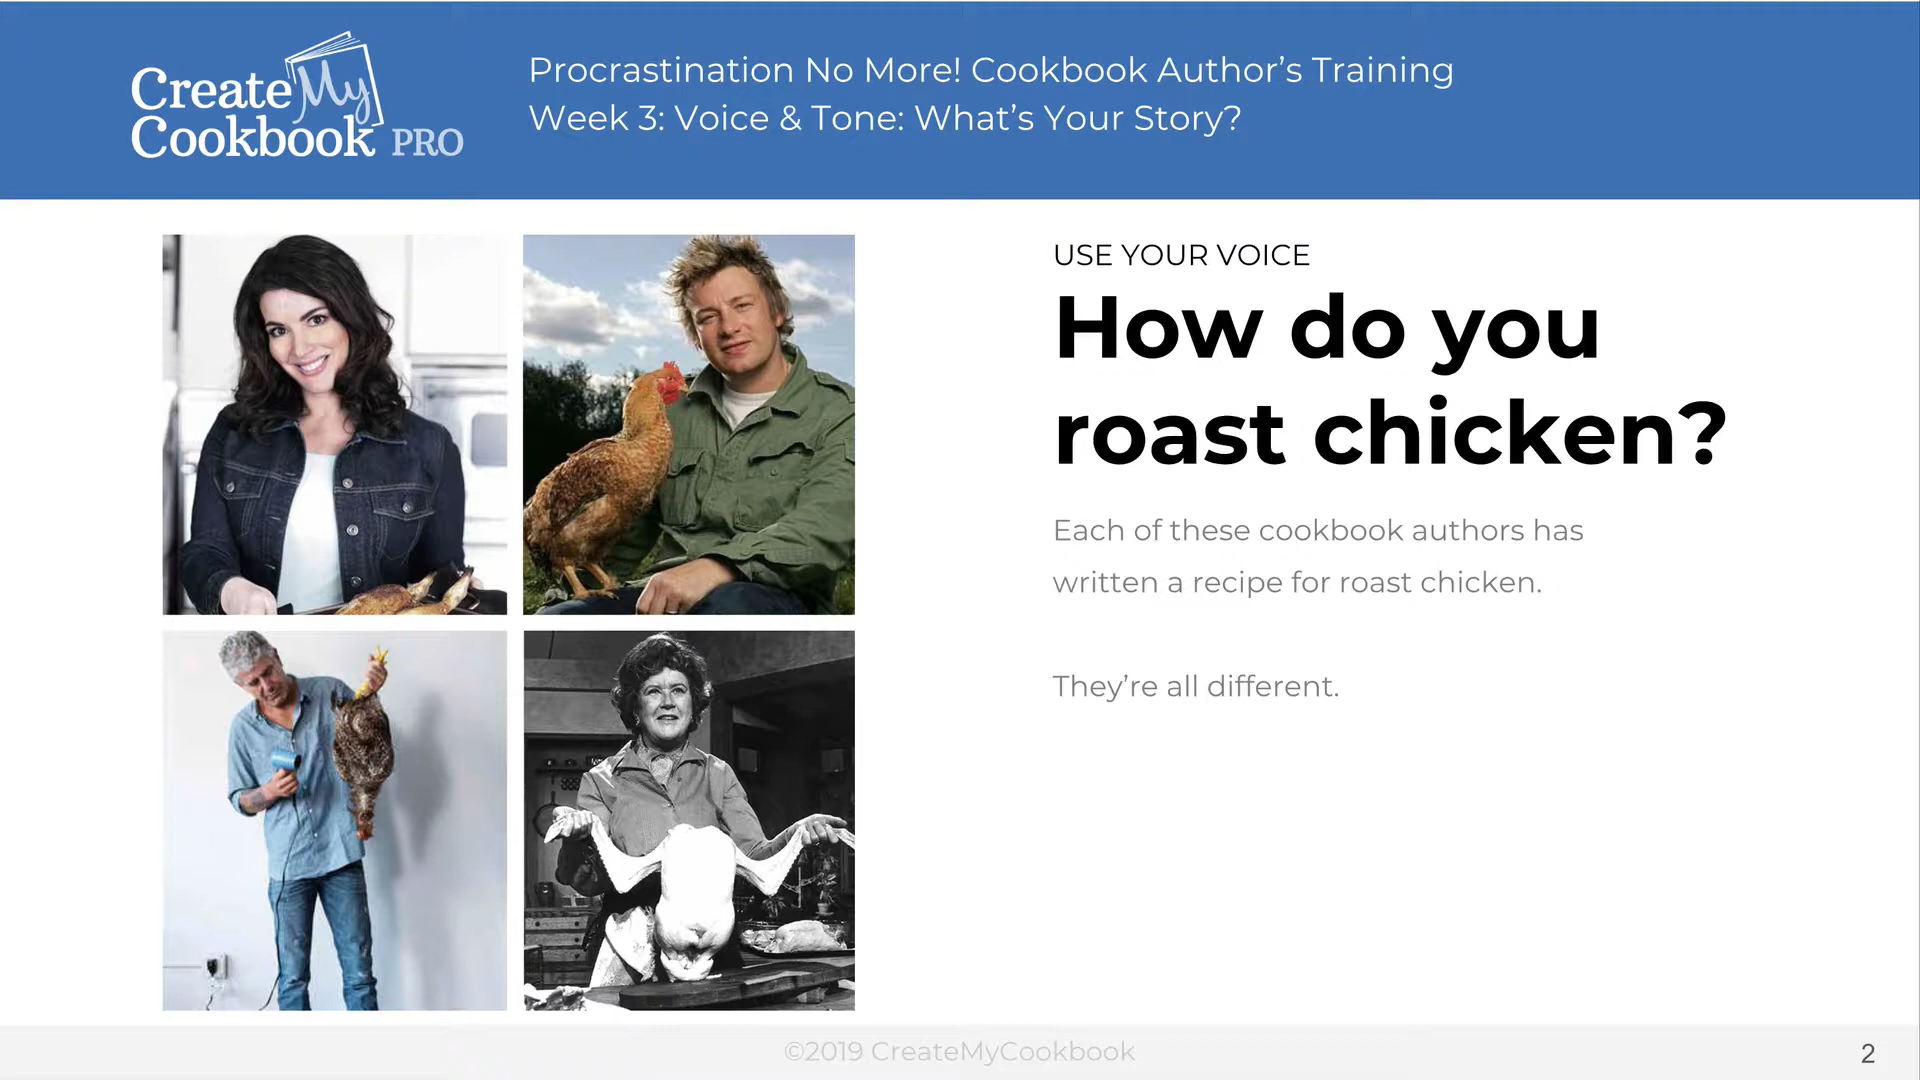 Create My
Cookbook PRO
Procrastination No More! Cookbook Author’s Training
Week 3: Voice & Tone: What’s Your Story?
USE YOUR VOICE
How do you
roast chicken?
Each of these cookbook authors has
written a recipe for roast chicken.
They’re all different.
©2019 CreateMyCookbook
2